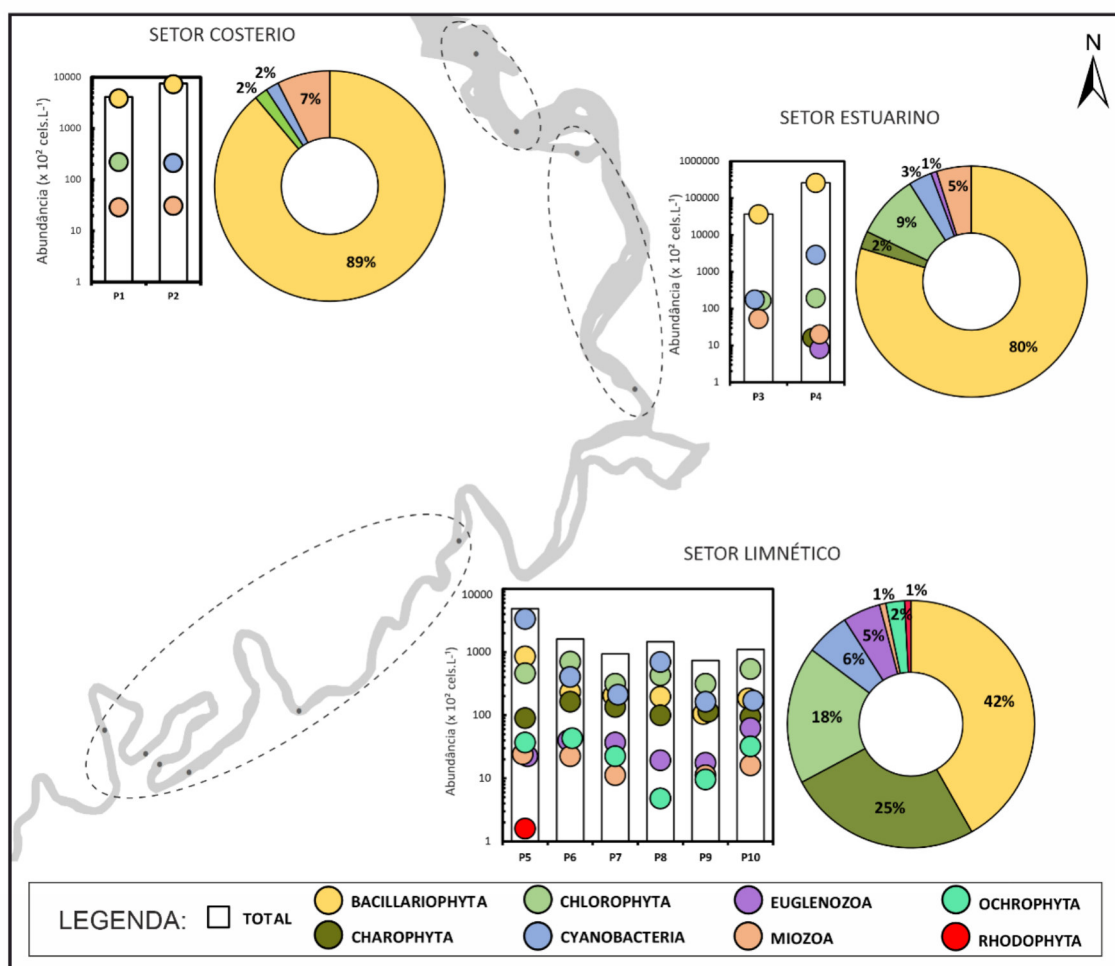 SETOR COSTERIO
Abundância (x 10² cels.L-¹)
10000
1000
100
10
1
P1 P2
2%
2%
7%
89%
N
SETOR ESTUARINO
Abundância (x 10² cels.L-¹)
1000000
100000
10000
1000
100
10
1
P3 P4
1%
3%
5%
9%
2%
80%
SETOR LIMNÉTICO
Abundância (x 10² cels.L-¹)
10000
1000
100
10
1
P5 P6 P7 P8 P9 P10
1%
1%
2%
5%
6%
18%
42%
25%
LEGENDA: TOTAL
BACILLARIOPHYTA CHLOROPHYTA EUGLENOZOA OCHROPHYTA
CHAROPHYTA CYANOBACTERIA MIOZOA RHODOPHYTA